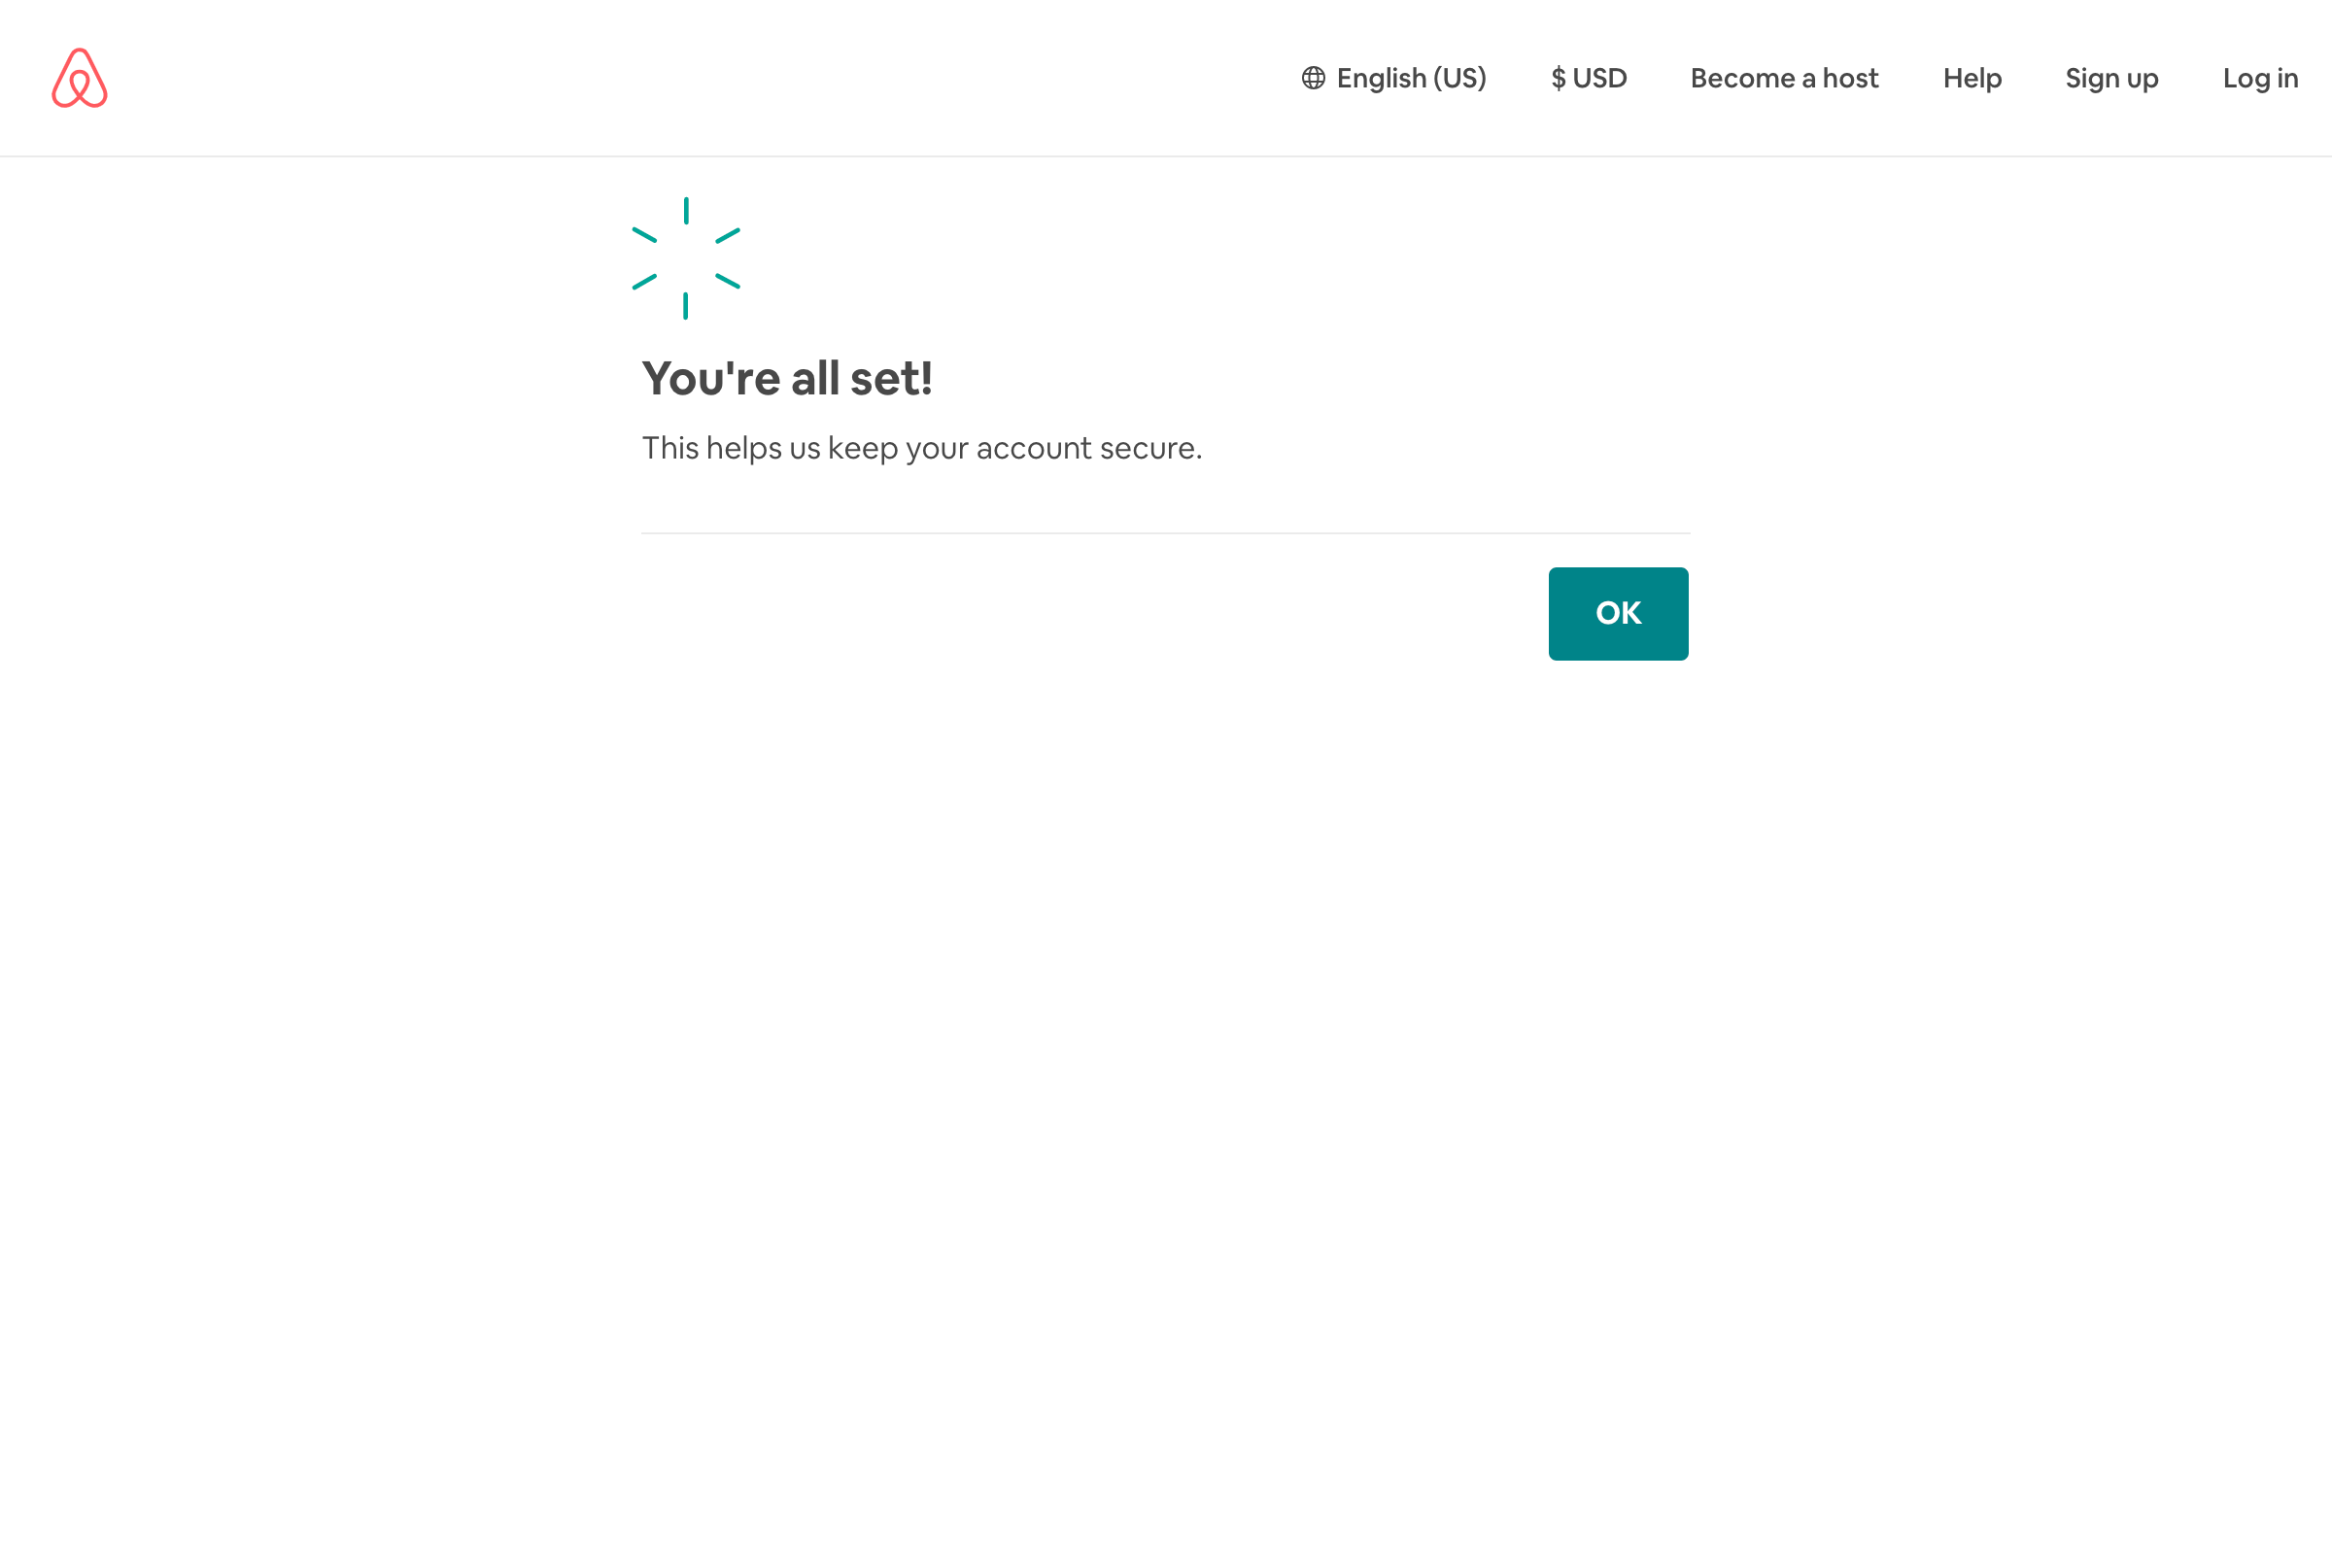 English (US) $ USD Become a host Help Sign up Log in
You're all set!
This helps us keep your account secure.
OK